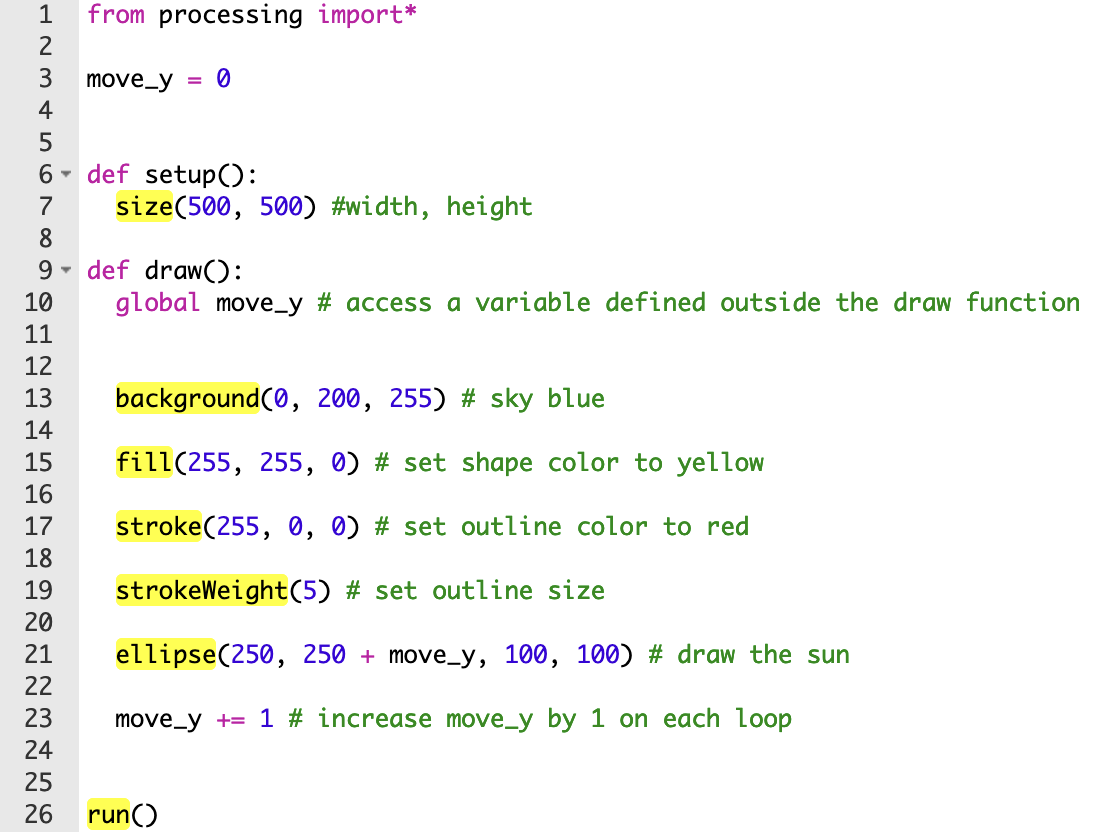 1 from processing import*
2
3 move_y = 0
4
5
6 def setup():
7   size(500, 500) #width, height
8
9 def draw():
10   global move_y # access a variable defined outside the draw function
11
12
13   background(0, 200, 255) # sky blue
14
15   fill(255, 255, 0) # set shape color to yellow
16
17   stroke(255, 0, 0) # set outline color to red
18
19   strokeWeight(5) # set outline size
20
21   ellipse(250, 250 + move_y, 100, 100) # draw the sun
22
23   move_y += 1 # increase move_y by 1 on each loop
24
25
26 run()